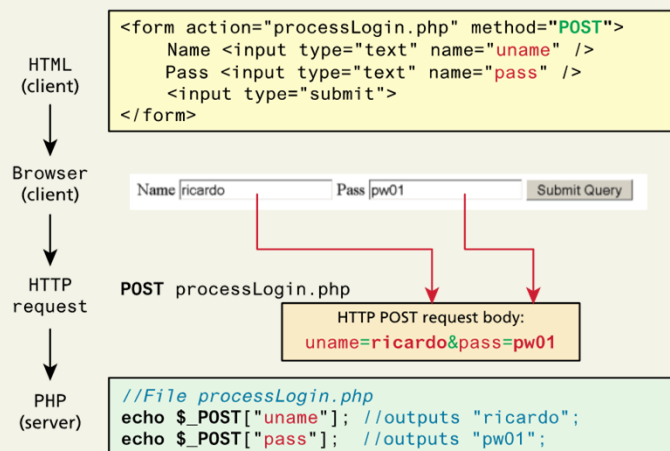 HTML
(client)
<form action="processLogin.php" method="POST">
Name <input type="text" name="uname" />
Pass <input type="text" name="pass" />
<input type="submit">
</form>
Browser
(client)
Name ricardo Pass pw01 Submit Query
HTTP
request
POST processLogin.php
HTTP POST request body:
uname=ricardo&pass=pw01
PHP
(server)
//File processLogin.php
echo $_POST["uname"]; //outputs "ricardo";
echo $_POST["pass"]; //outputs "pw01";